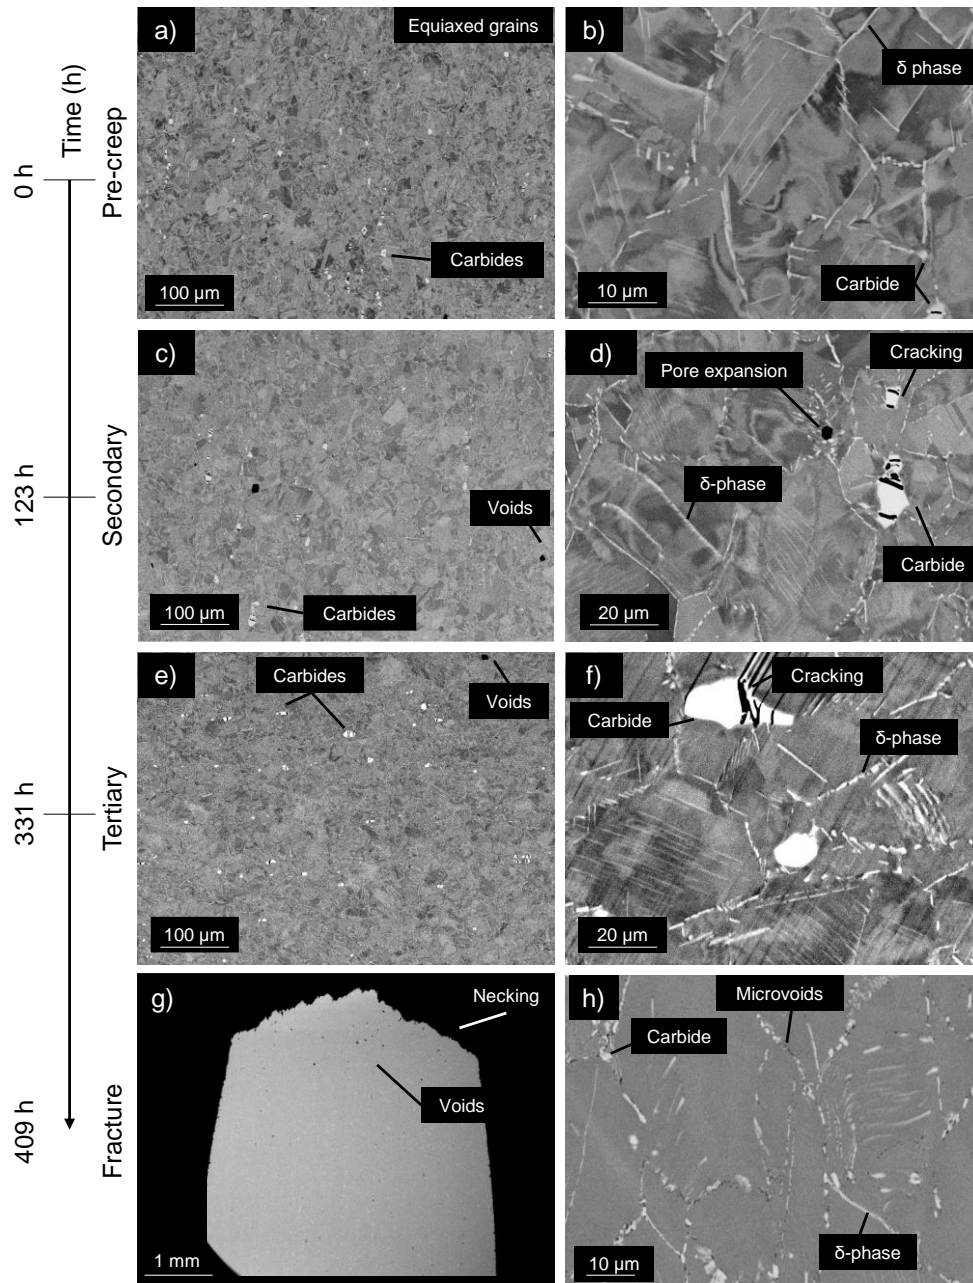 Time (h)
0 h
Pre-creep
a)
Equiaxed grains
Carbides
100 µm
b)
δ phase
Carbide
10 µm
123 h
Secondary
c)
Voids
Carbides
100 µm
d)
Cracking
Pore expansion
δ-phase
Carbide
20 µm
331 h
Tertiary
e)
Carbides
Voids
100 µm
f)
Cracking
Carbide
δ-phase
20 µm
409 h
Fracture
g)
Necking
Voids
1 mm
h)
Microvoids
Carbide
δ-phase
10 µm